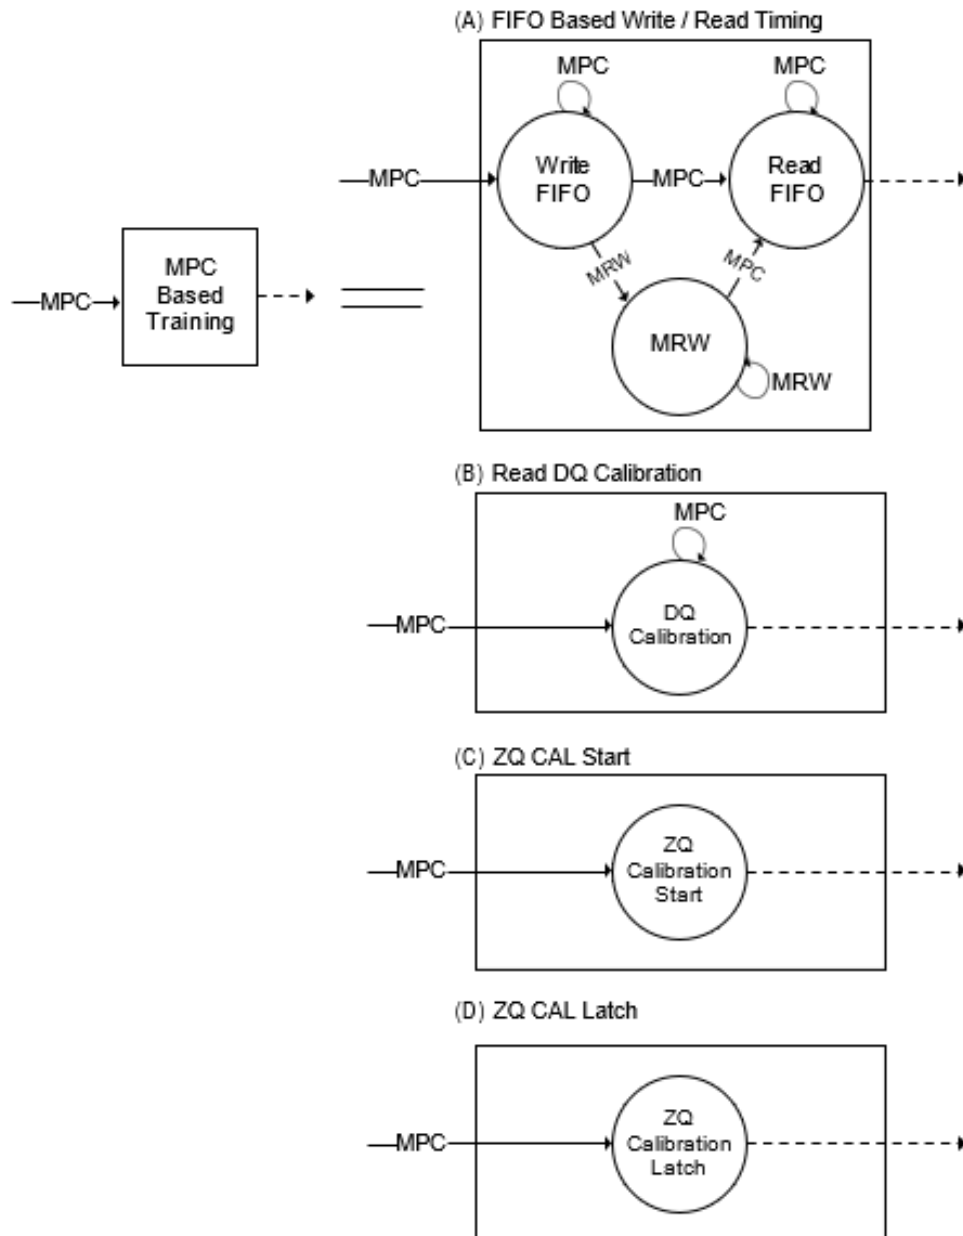 (A) FIFO Based Write / Read Timing
MPC
MPC
MPC
Write
FIFO
MPC
Read
FIFO
MRW
MPC
MRW
MRW
MPC
MPC
Based
Training
(B) Read DQ Calibration
MPC
MPC
DQ
Calibration
(C) ZQ CAL Start
MPC
ZQ
Calibration
Start
(D) ZQ CAL Latch
MPC
ZQ
Calibration
Latch